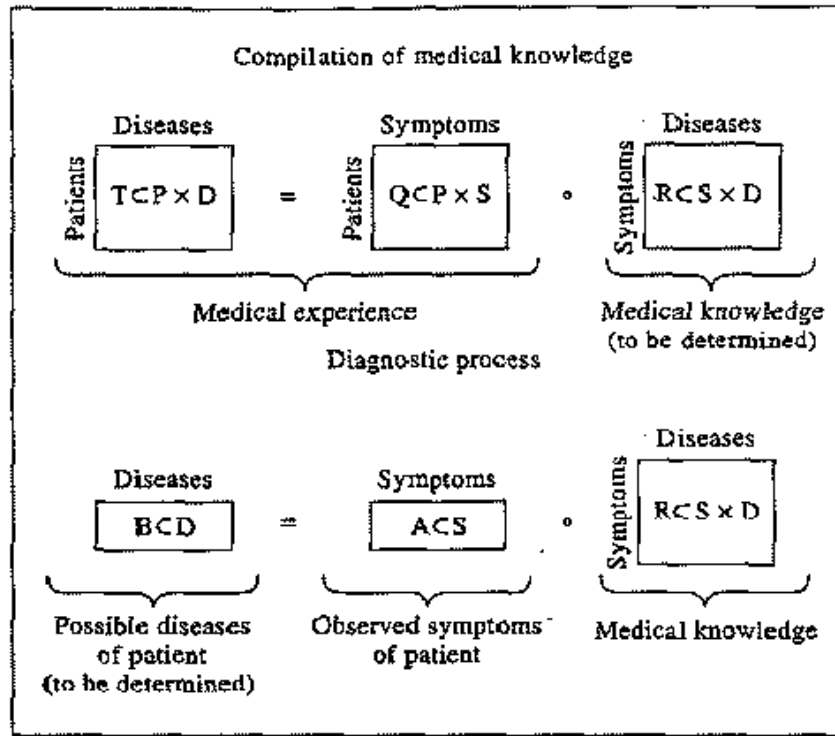 Compilation of medical knowledge
Diseases
Symptoms
Diseases
Patients
T⊂P × D
=
Patients
Q⊂P × S
∘
Symptoms
R⊂S × D
Medical experience
Medical knowledge
(to be determined)
Diagnostic process
Diseases
Symptoms
Diseases
B⊂D
=
A⊂S
∘
Symptoms
R⊂S × D
Possible diseases
of patient
(to be determined)
Observed symptoms
of patient
Medical knowledge